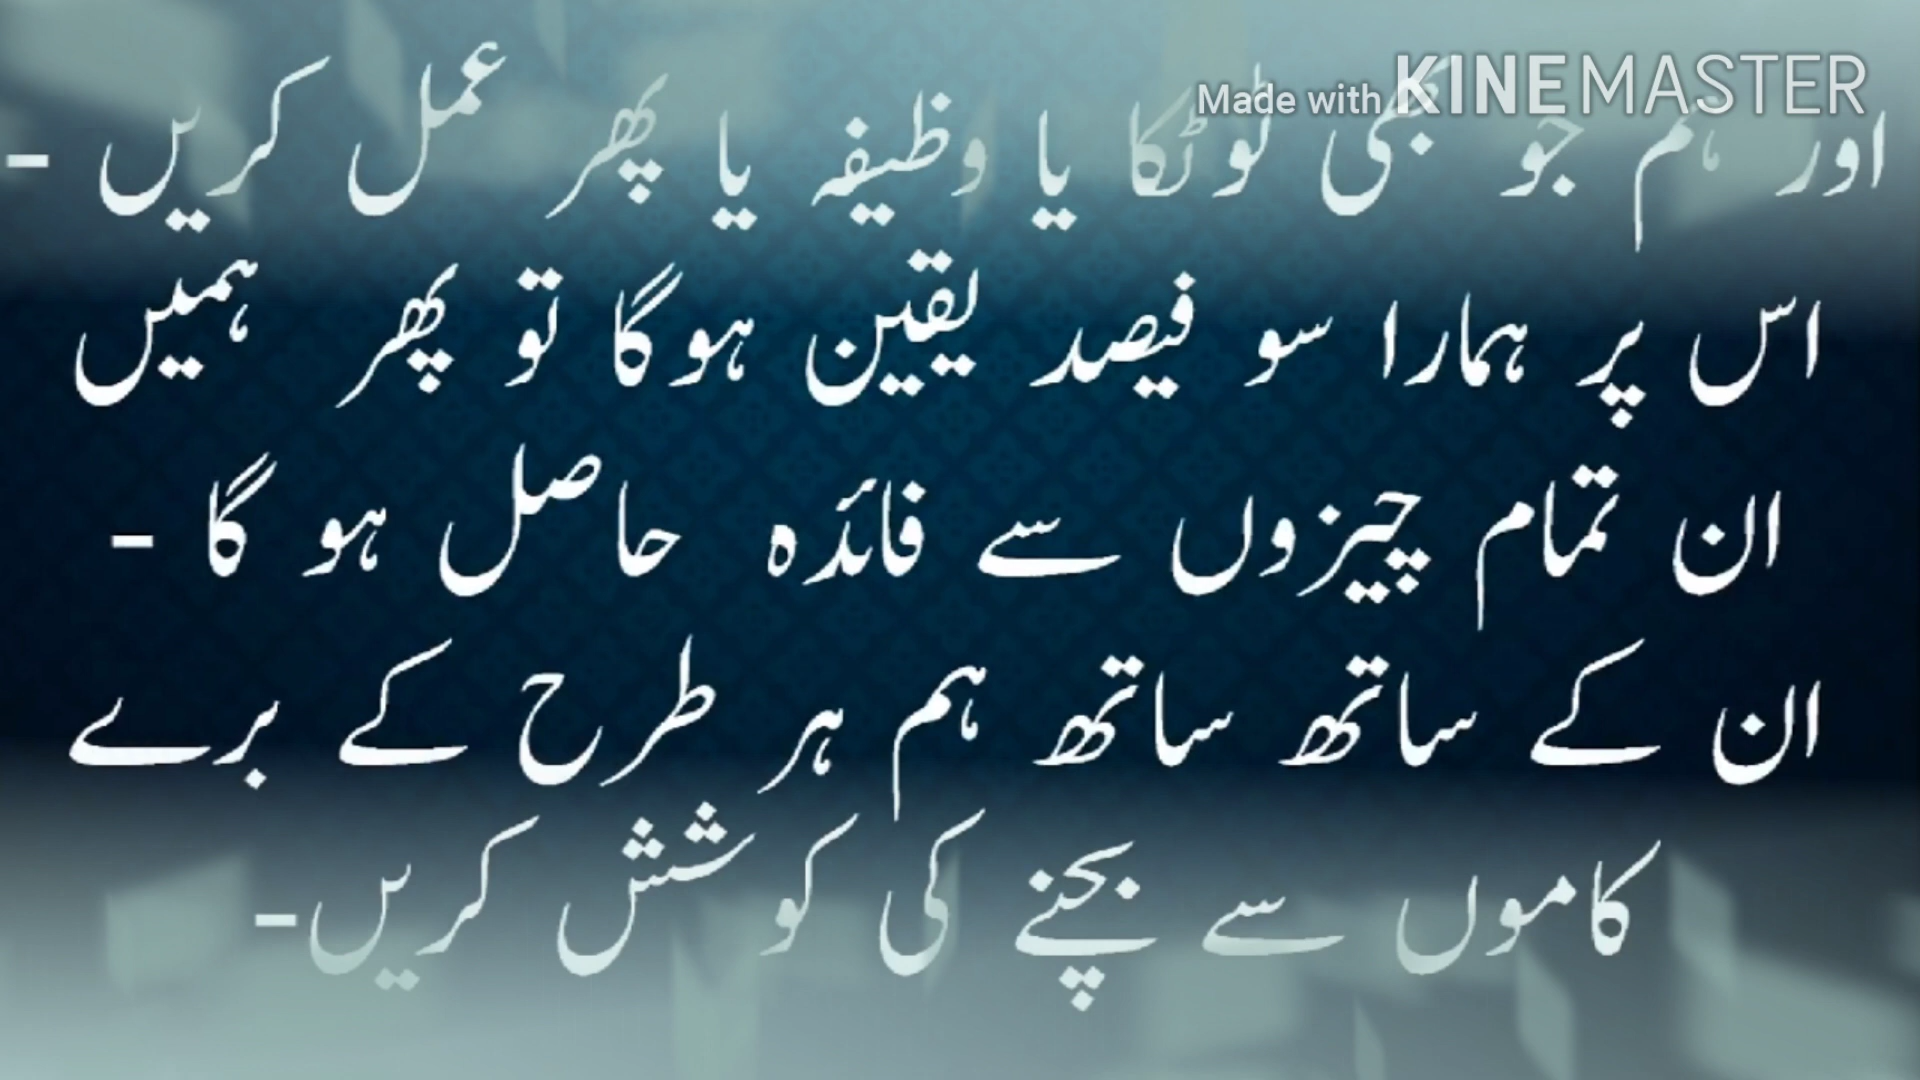 Made with KINEMASTER
اور ہم جو بھی ٹوٹکا یا وظیفہ یا پھر عمل کریں -
اس پر ہمارا سو فیصد یقین ہوگا تو پھر ہمیں
ان تمام چیزوں سے فائدہ حاصل ہو گا -
ان کے ساتھ ساتھ ہم ہر طرح کے برے
کاموں سے بچنے کی کوشش کریں-